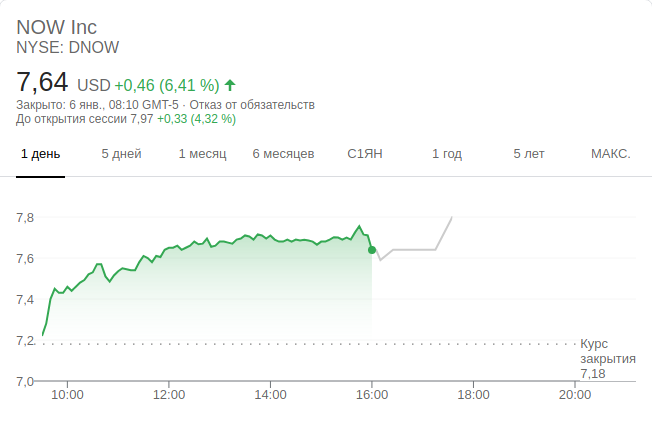 NOW Inc
NYSE: DNOW
7,64 USD +0,46 (6,41 %)
Закрыто: 6 янв., 08:10 GMT-5 · Отказ от обязательств
До открытия сессии 7,97 +0,33 (4,32 %)
1 день 5 дней 1 месяц 6 месяцев С1ЯН 1 год 5 лет МАКС.
7,8
7,6
7,4
7,2
7,0
Курс
закрытия
7,18
10:00 12:00 14:00 16:00 18:00 20:00